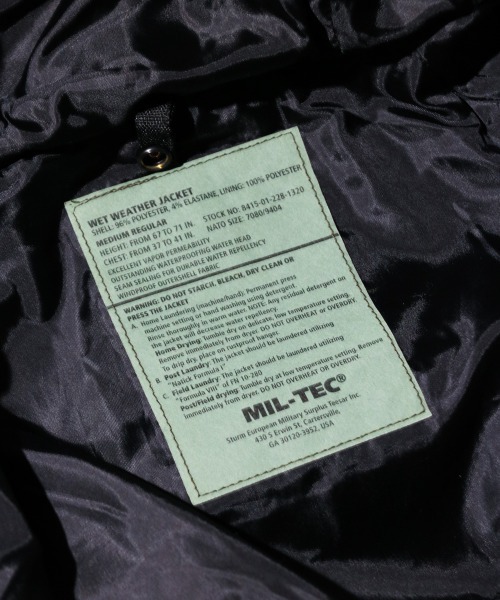 WET WEATHER JACKET
SHELL: 96% POLYESTER, 4% ELASTANE, LINING: 100% POLYESTER
MEDIUM REGULAR
HEIGHT: FROM 67 TO 71 IN. STOCK NO: 8415-01-228-1320
CHEST: FROM 37 TO 41 IN. NATO SIZE: 7080/9404
EXCELLENT VAPOR PERMEABILITY
OUTSTANDING WATERPROOFING WATER HEAD
SEAM SEALING FOR DURABLE WATER REPELLENCY
WINDPROOF OUTERSHELL FABRIC
WARNING: DO NOT STARCH, BLEACH, DRY CLEAN OR
PRESS THE JACKET
A. Home Laundering (machine/hand): Permanent press
machine setting or hand washing using detergent.
Rinse thoroughly in warm water. NOTE: Any residual detergent on
the jacket will decrease water repellency.
Home Drying: Tumble dry on delicate low temperature setting.
Remove immediately from dryer. DO NOT OVERHEAT or OVERDRY
To drip dry, place on rustproof hanger.
B. Post Laundry: The jacket should be laundered utilising
"Natick Formula I".
C. Field Laundry: The jacket should be laundered utilizing
"Formula VIII" of FN 10-280
Post/Field drying: Tumble dry at low temperature setting. Remove
immediately from dryer. DO NOT OVERHEAT or OVERDRY.
MIL-TEC®
Sturm European Military Surplus Teesar Inc.
430 S Erwin St, Cartersville,
GA 30120-3952, USA